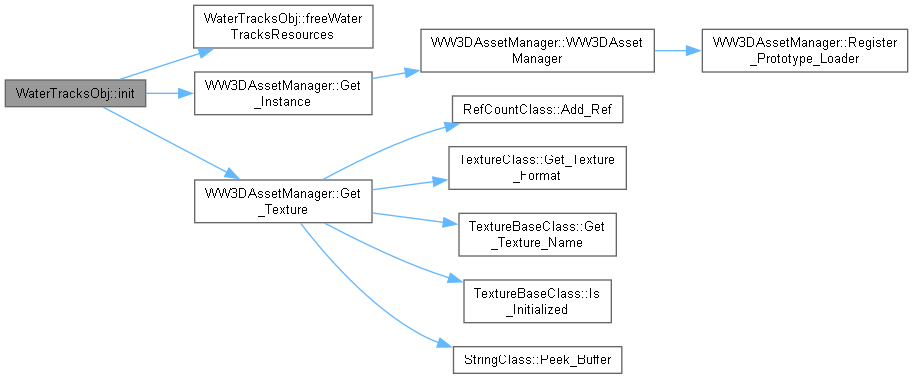 WaterTracksObj::init
WaterTracksObj::freeWater
TracksResources
WW3DAssetManager::Get
_Instance
WW3DAssetManager::WW3DAsset
Manager
WW3DAssetManager::Register
_Prototype_Loader
WW3DAssetManager::Get
_Texture
RefCountClass::Add_Ref
TextureClass::Get_Texture
_Format
TextureBaseClass::Get
_Texture_Name
TextureBaseClass::Is
_Initialized
StringClass::Peek_Buffer